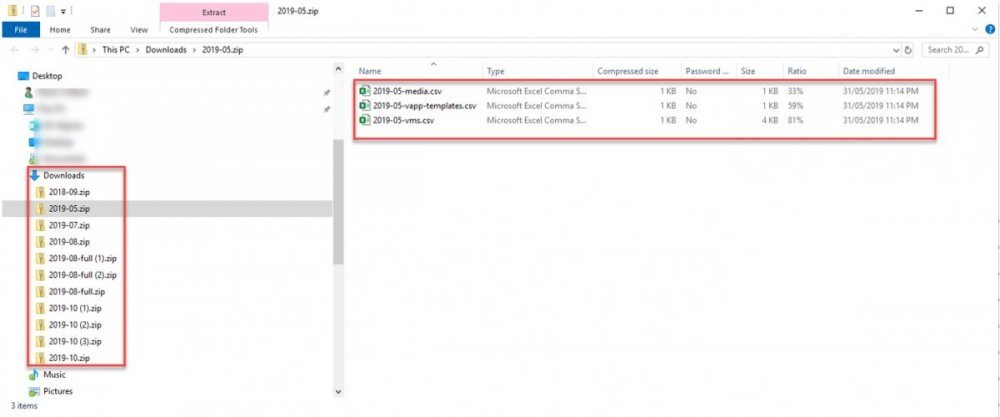 Extract 2019-05.zip
File Home Share View Compressed Folder Tools
This PC > Downloads > 2019-05.zip Search 20...
Name Type Compressed size Password ... Size Ratio Date modified
2019-05-media.csv Microsoft Excel Comma S... 1 KB No 1 KB 33% 31/05/2019 11:14 PM
2019-05-vapp-templates.csv Microsoft Excel Comma S... 1 KB No 1 KB 59% 31/05/2019 11:14 PM
2019-05-vms.csv Microsoft Excel Comma S... 1 KB No 4 KB 81% 31/05/2019 11:14 PM
Desktop
Downloads
2018-09.zip
2019-05.zip
2019-07.zip
2019-08.zip
2019-08-full (1).zip
2019-08-full (2).zip
2019-08-full.zip
2019-10 (1).zip
2019-10 (2).zip
2019-10 (3).zip
2019-10.zip
Music
Pictures
3 items